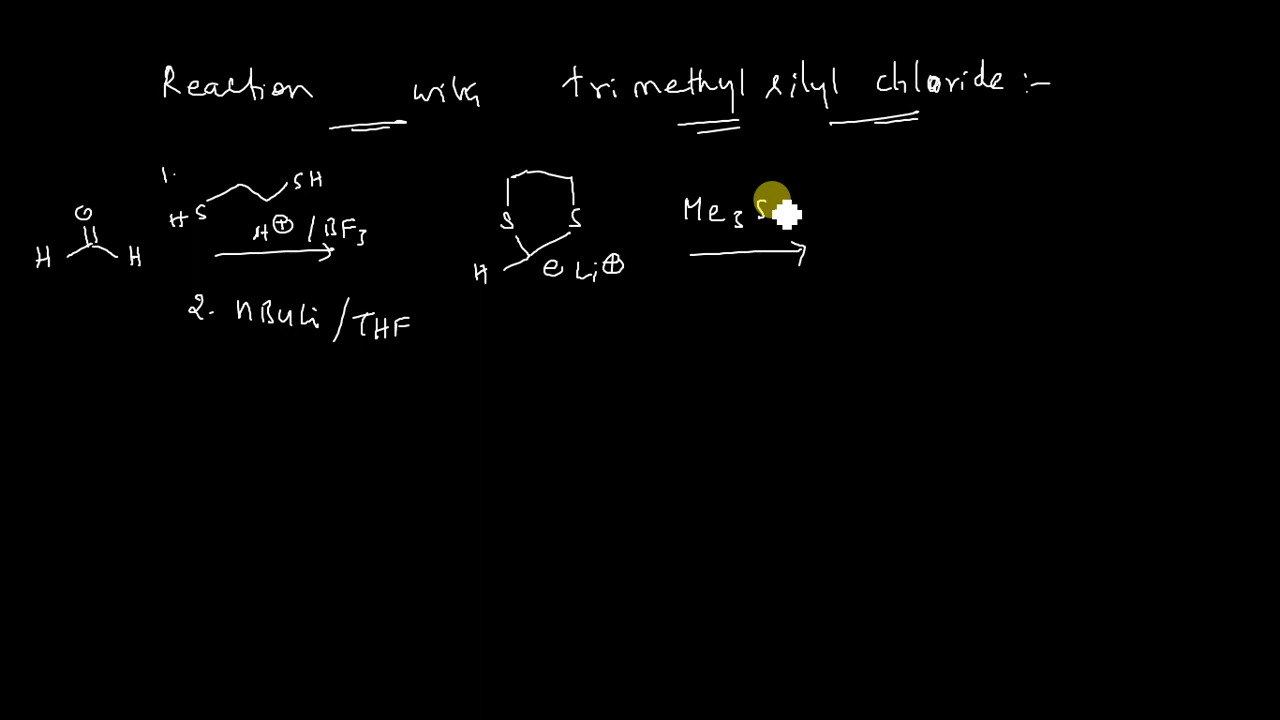 Reaction with trimethyl silyl chloride :-
1.
HS SH
H⊕ / BF3
O
H H
2. nBuLi / THF
S S
H ⊖ Li⊕
Me3 S